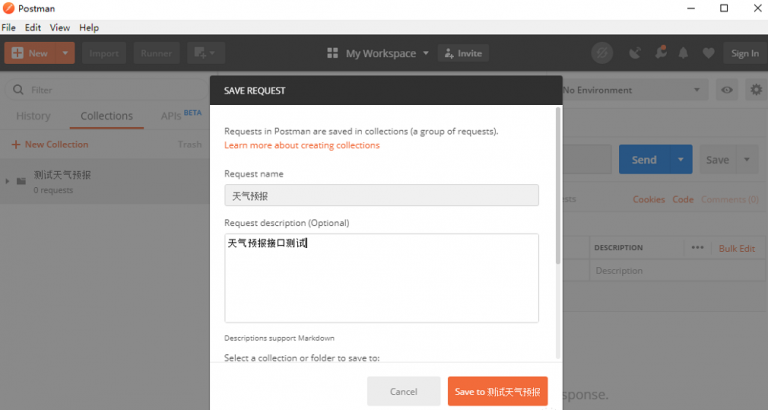 Postman
File Edit View Help
New Import Runner My Workspace Invite Sign In
Filter
History Collections APIs BETA
New Collection Trash
测试天气预报
0 requests
No Environment
Send Save
Cookies Code Comments (0)
DESCRIPTION ••• Bulk Edit
Description
SAVE REQUEST
Requests in Postman are saved in collections (a group of requests).
Learn more about creating collections
Request name
天气预报
Request description (Optional)
天气预报接口测试
Descriptions support Markdown
Select a collection or folder to save to:
Cancel Save to 测试天气预报
sponse.